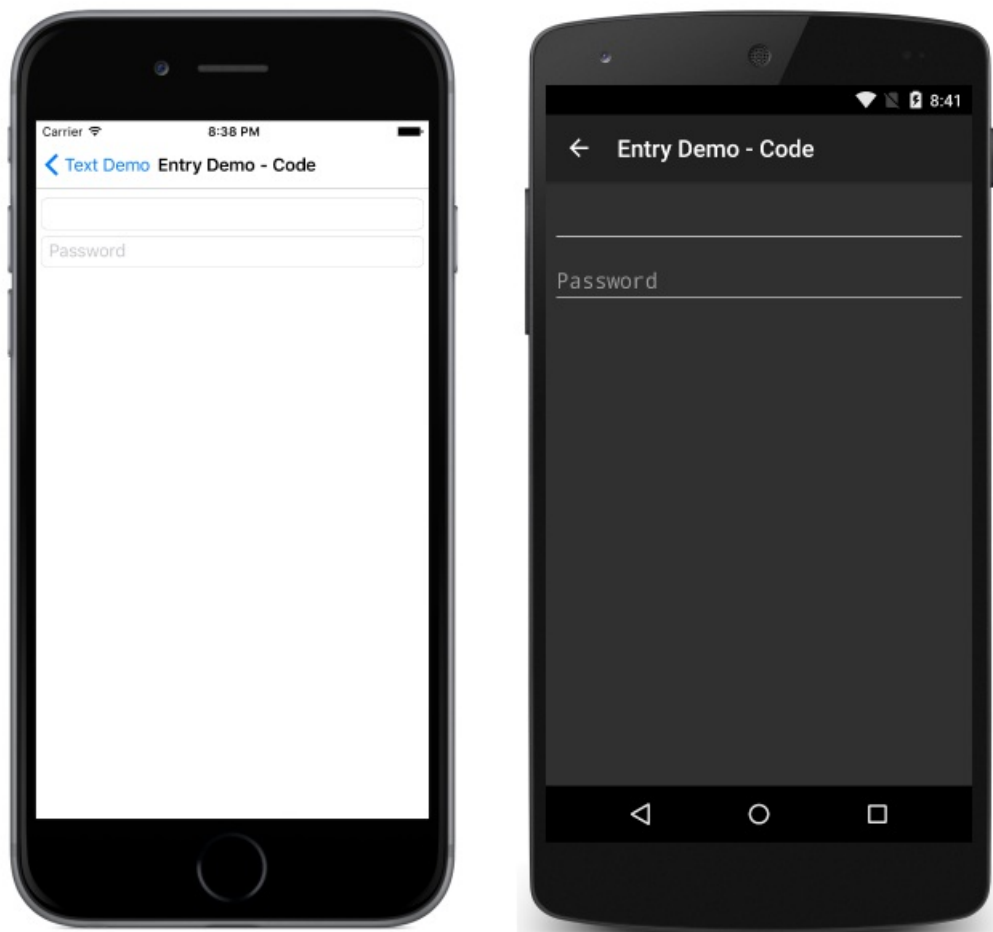 Carrier 8:38 PM
Text Demo Entry Demo - Code
Password
8:41
Entry Demo - Code
Password